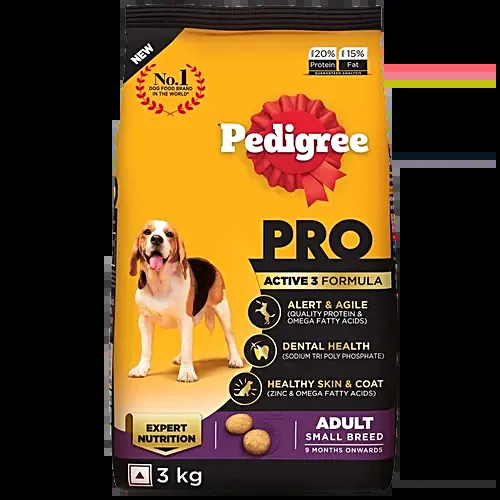 NEW
No.1
DOG FOOD BRAND
IN THE WORLD*
20% 15%
Protein Fat
GUARANTEED ANALYSIS
Pedigree
PRO
ACTIVE 3 FORMULA
ALERT & AGILE
(QUALITY PROTEIN &
OMEGA FATTY ACIDS)
DENTAL HEALTH
(SODIUM TRI POLY PHOSPHATE)
HEALTHY SKIN & COAT
(ZINC & OMEGA FATTY ACIDS)
EXPERT
NUTRITION
ADULT
SMALL BREED
9 MONTHS ONWARDS
3 kg